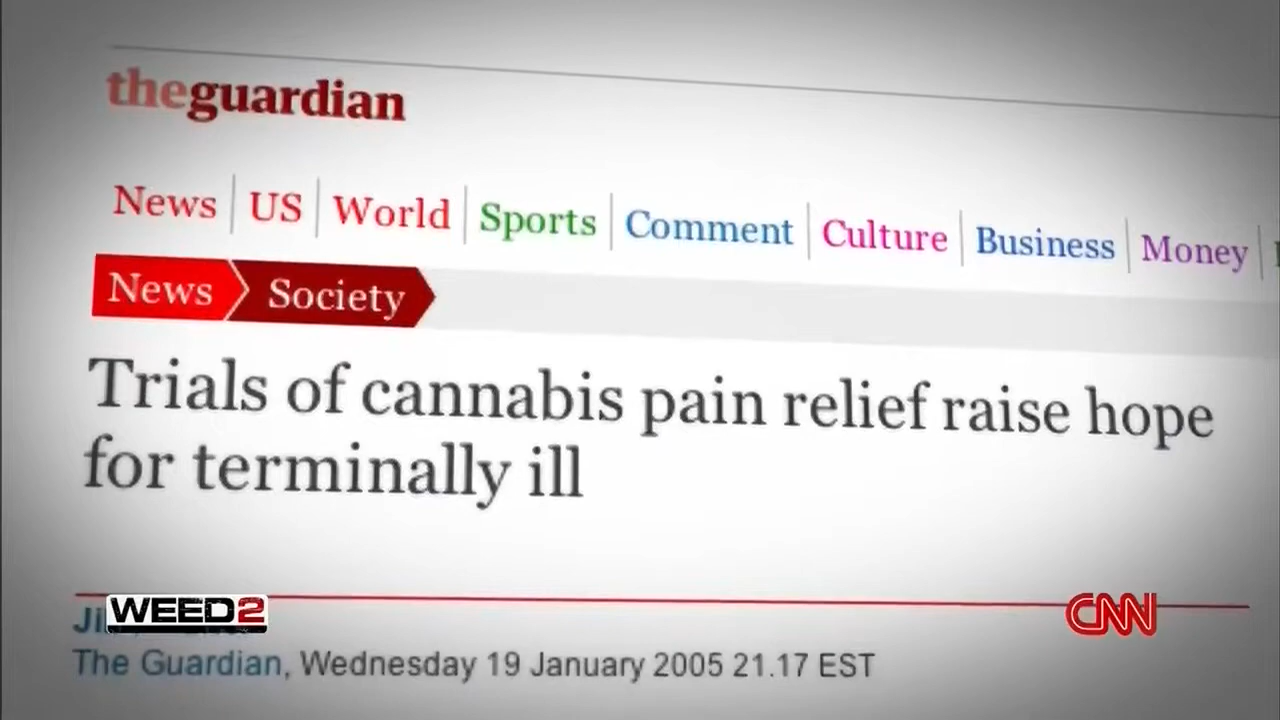 theguardian
News US World Sports Comment Culture Business Money
News Society
Trials of cannabis pain relief raise hope
for terminally ill
WEED2
CNN
The Guardian, Wednesday 19 January 2005 21.17 EST